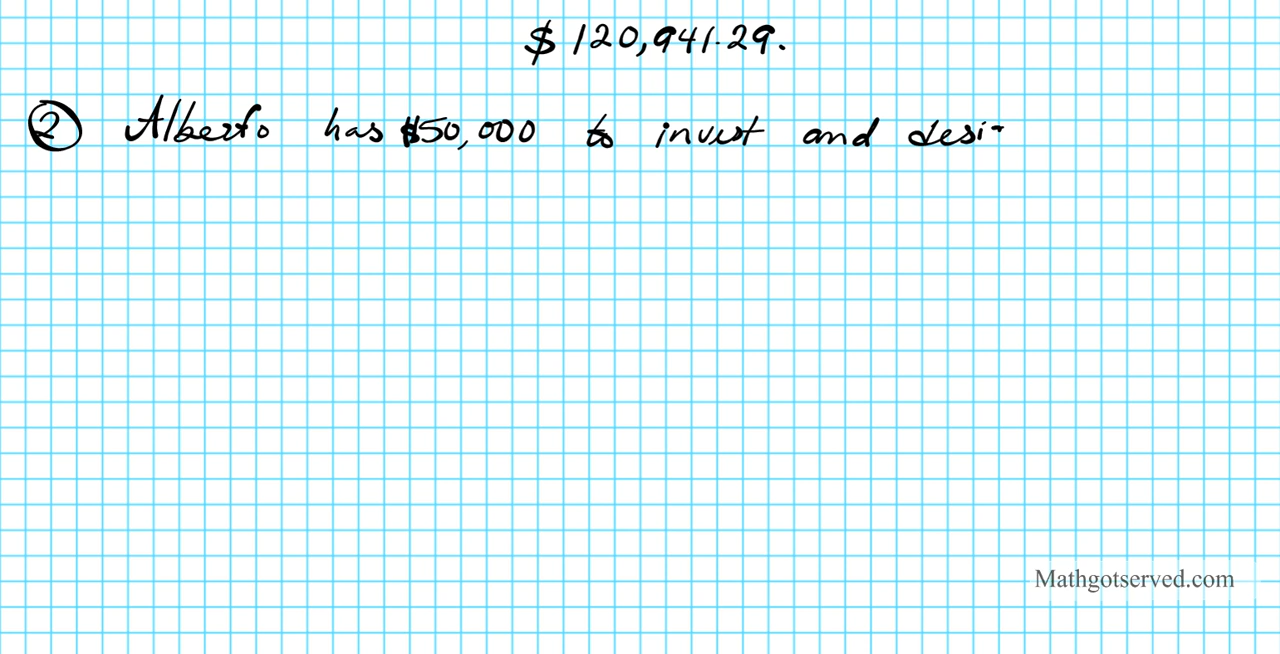 $ 120,941.29.
② Alberto has $50,000 to invest and desi
Mathgotserved.com